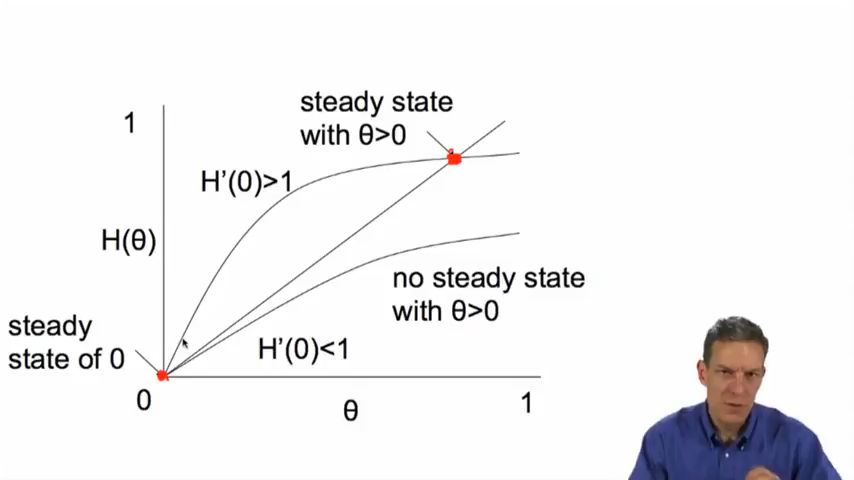 steady state
with θ>0
1
H'(0)>1
H(θ)
no steady state
with θ>0
steady
state of 0
H'(0)<1
0
θ
1